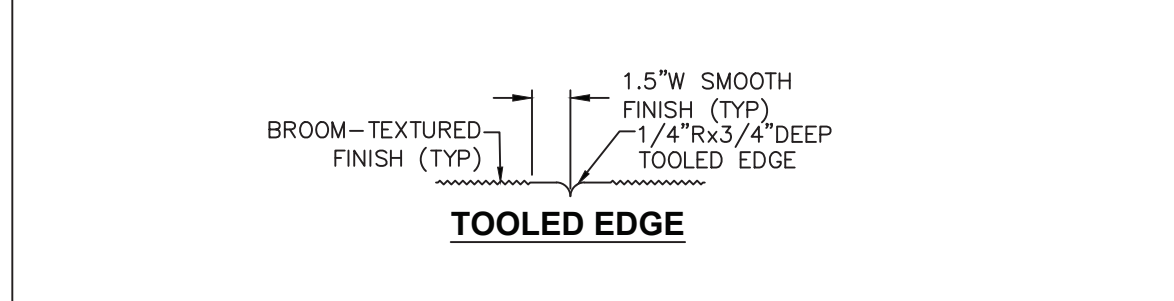 1.5”W SMOOTH
FINISH (TYP)
BROOM-TEXTURED
FINISH (TYP)
1/4”Rx3/4”DEEP
TOOLED EDGE
TOOLED EDGE